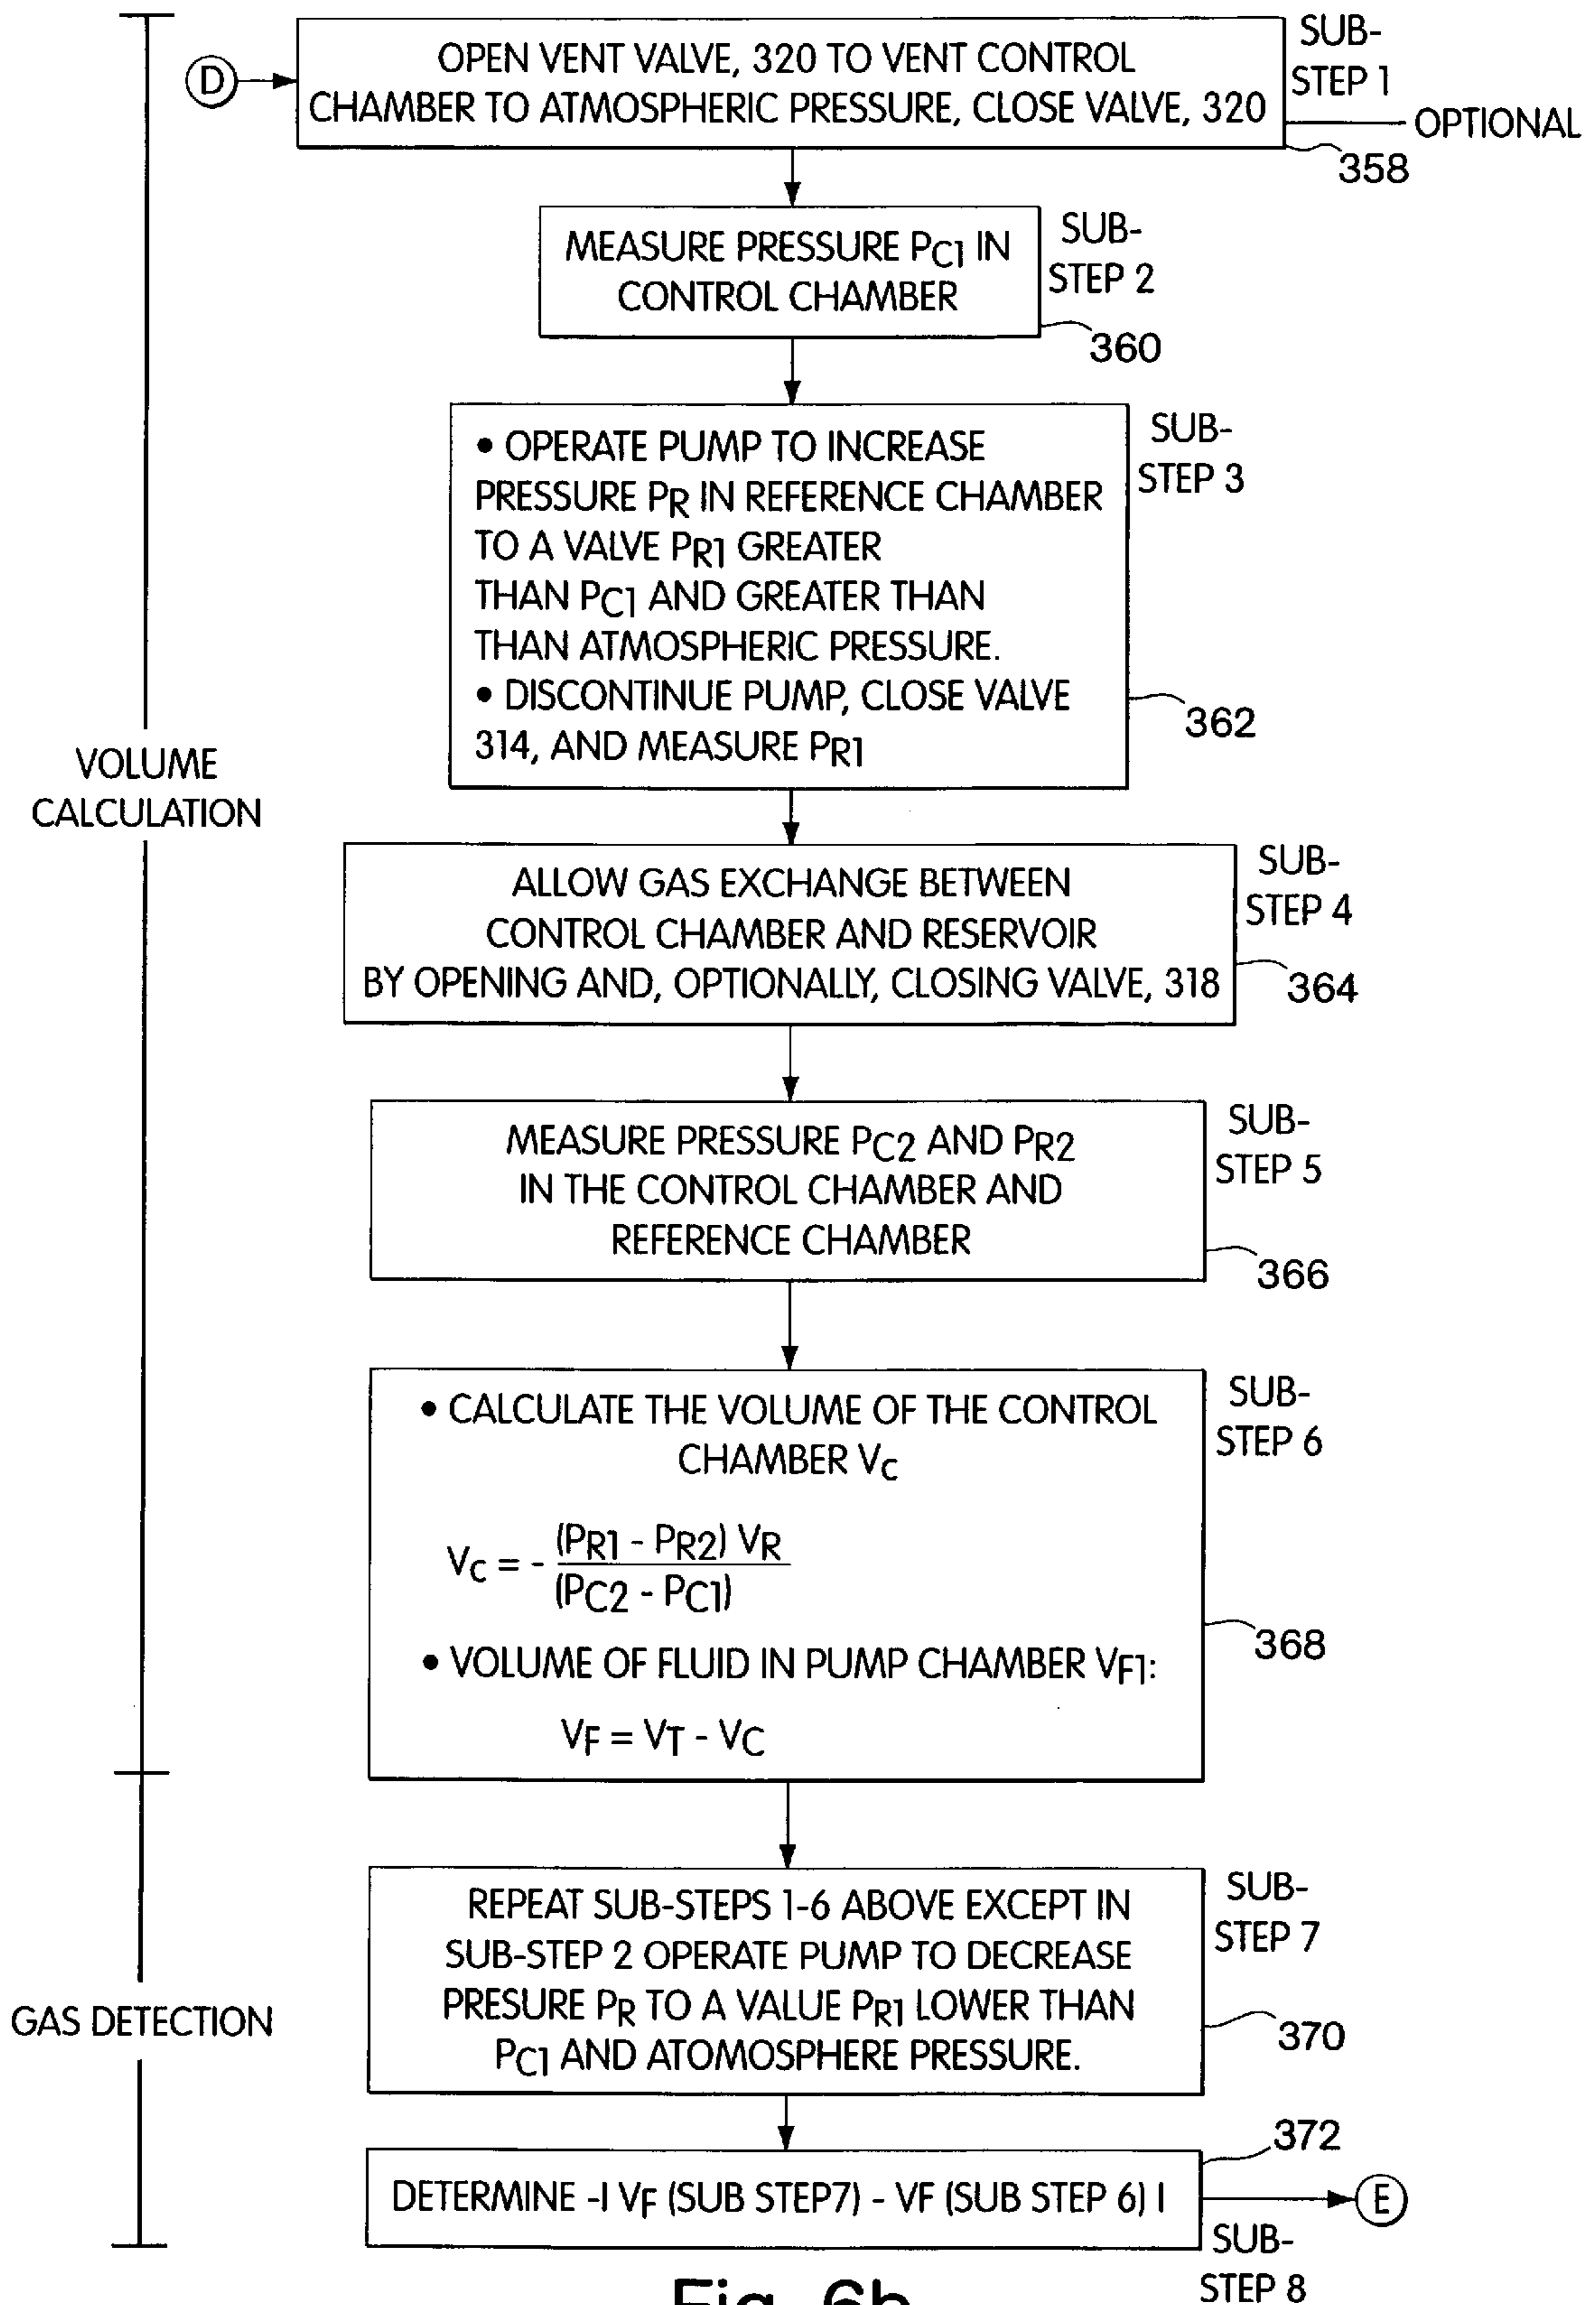 D
OPEN VENT VALVE, 320 TO VENT CONTROL
CHAMBER TO ATMOSPHERIC PRESSURE, CLOSE VALVE, 320
SUB-
STEP 1
OPTIONAL
358
MEASURE PRESSURE PC1 IN
CONTROL CHAMBER
SUB-
STEP 2
360
• OPERATE PUMP TO INCREASE
PRESSURE PR IN REFERENCE CHAMBER
TO A VALVE PR1 GREATER
THAN PC1 AND GREATER THAN
THAN ATMOSPHERIC PRESSURE.
• DISCONTINUE PUMP, CLOSE VALVE
314, AND MEASURE PR1
SUB-
STEP 3
362
VOLUME
CALCULATION
ALLOW GAS EXCHANGE BETWEEN
CONTROL CHAMBER AND RESERVOIR
BY OPENING AND, OPTIONALLY, CLOSING VALVE, 318
SUB-
STEP 4
364
MEASURE PRESSURE PC2 AND PR2
IN THE CONTROL CHAMBER AND
REFERENCE CHAMBER
SUB-
STEP 5
366
• CALCULATE THE VOLUME OF THE CONTROL
CHAMBER VC
VC = - (PR1 - PR2) VR
(PC2 - PC1)
• VOLUME OF FLUID IN PUMP CHAMBER VF1:
VF = VT - VC
SUB-
STEP 6
368
REPEAT SUB-STEPS 1-6 ABOVE EXCEPT IN
SUB-STEP 2 OPERATE PUMP TO DECREASE
PRESURE PR TO A VALUE PR1 LOWER THAN
PC1 AND ATOMOSPHERE PRESSURE.
SUB-
STEP 7
370
GAS DETECTION
DETERMINE -I VF (SUB STEP7) - VF (SUB STEP 6) I
372
E
SUB-
STEP 8
Fig. 6b